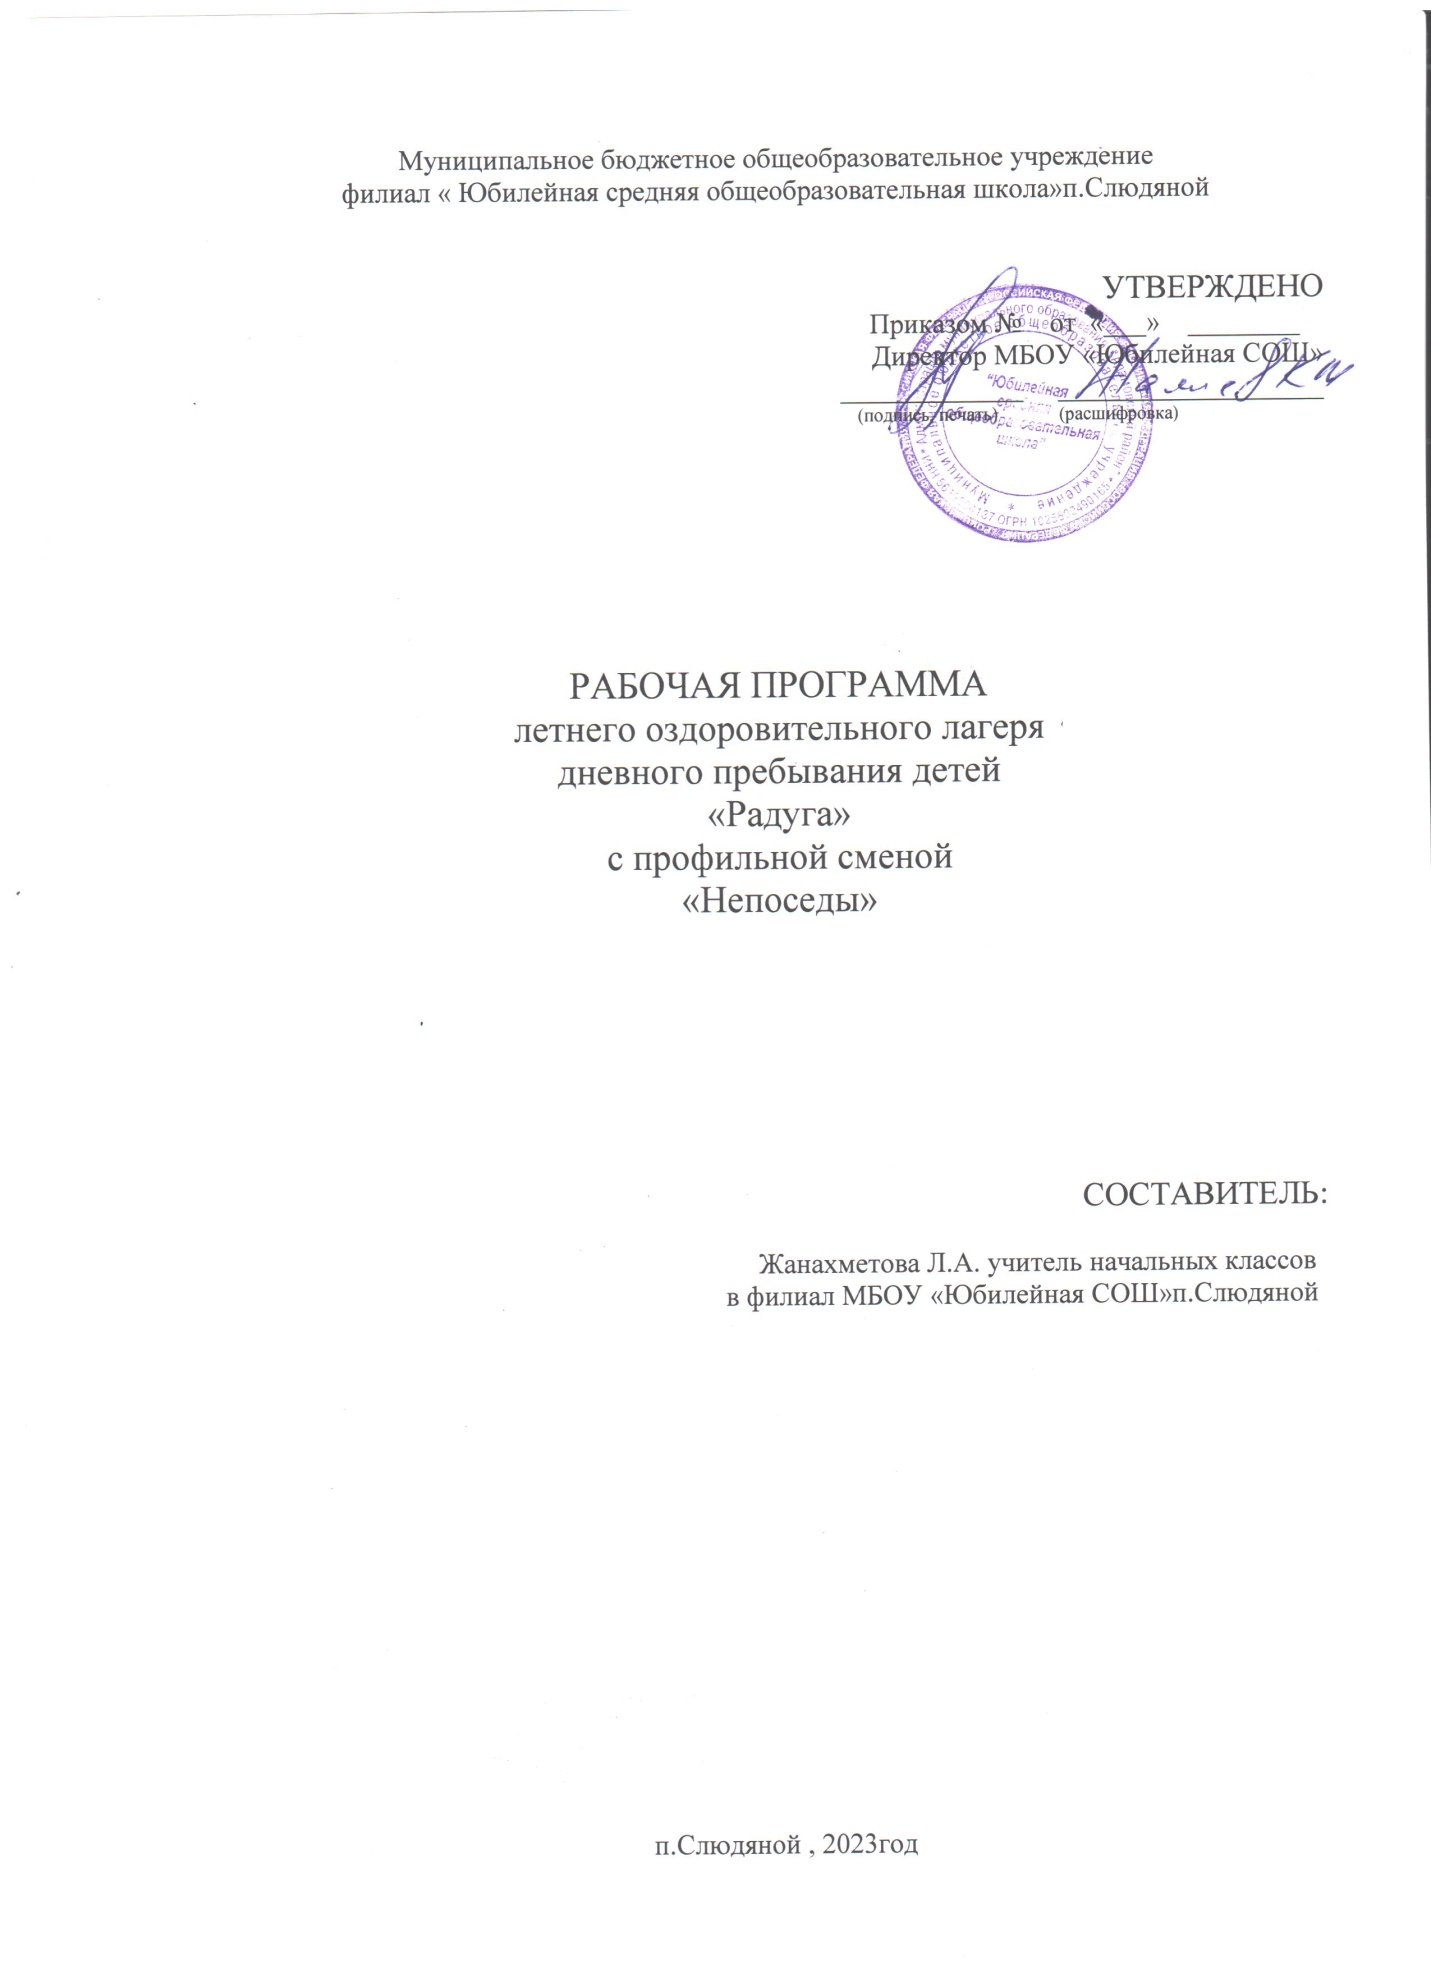 Муниципальное бюджетное общеобразовательное учреждение
филиал « Юбилейная средняя общеобразовательная школа»п.Слюдяной
УТВЕРЖДЕНО
Приказом № от «___» ________
Директор МБОУ «Юбилейная СОШ»
(подпись, печать) (расшифровка)
"Юбилейная
общеобразовательная
школа"
РАБОЧАЯ ПРОГРАММА
летнего оздоровительного лагеря
дневного пребывания детей
«Радуга»
с профильной сменой
«Непоседы»
СОСТАВИТЕЛЬ:
Жанахметова Л.А. учитель начальных классов
в филиал МБОУ «Юбилейная СОШ»п.Слюдяной
п.Слюдяной , 2023год